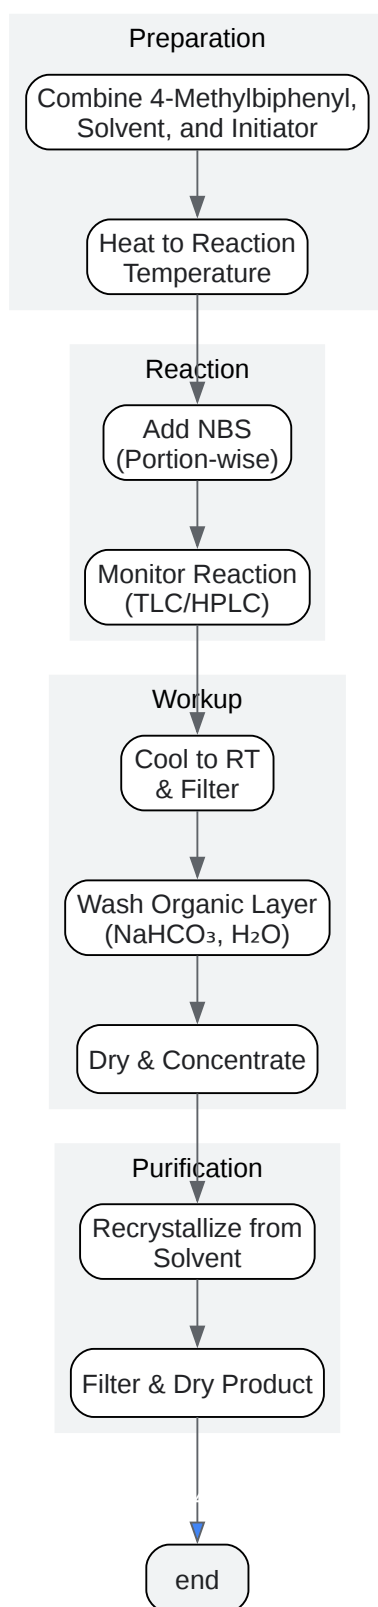 Preparation
Combine 4-Methylbiphenyl,
Solvent, and Initiator
Heat to Reaction
Temperature
Reaction
Add NBS
(Portion-wise)
Monitor Reaction
(TLC/HPLC)
Workup
Cool to RT
& Filter
Wash Organic Layer
(NaHCO₃, H₂O)
Dry & Concentrate
Purification
Recrystallize from
Solvent
Filter & Dry Product
end